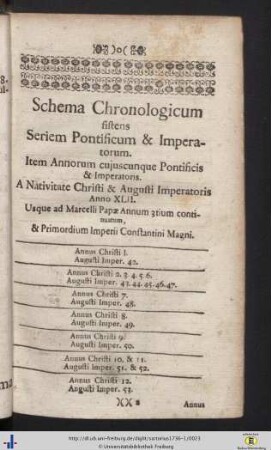 Schema Chronologicum
sistens
Seriem Pontificum & Impera-
torum.
Item Annorum cujuscunque Pontificis
& Imperatoris.
A Nativitate Christi & Augusti Imperatoris
Anno XLII.
Usque ad Marcelli Papæ Annum 3tium conti-
nuatum,
& Primordium Imperii Constantini Magni.
Annus Christi 1.
Augusti Imper. 42.
Annus Christi 2. 3. 4. 5. 6.
Augusti Imper. 43. 44. 45. 46. 47.
Annus Christi 7.
Augusti Imper. 48.
Annus Christi 8.
Augusti Imper. 49.
Annus Christi 9.
Augusti Imper. 50.
Annus Christi 10. & 11.
Augusti Imper. 51. & 52.
Annus Christi 12.
Augusti Imper. 53.
Annus
© Universitätsbibliothek Freiburg